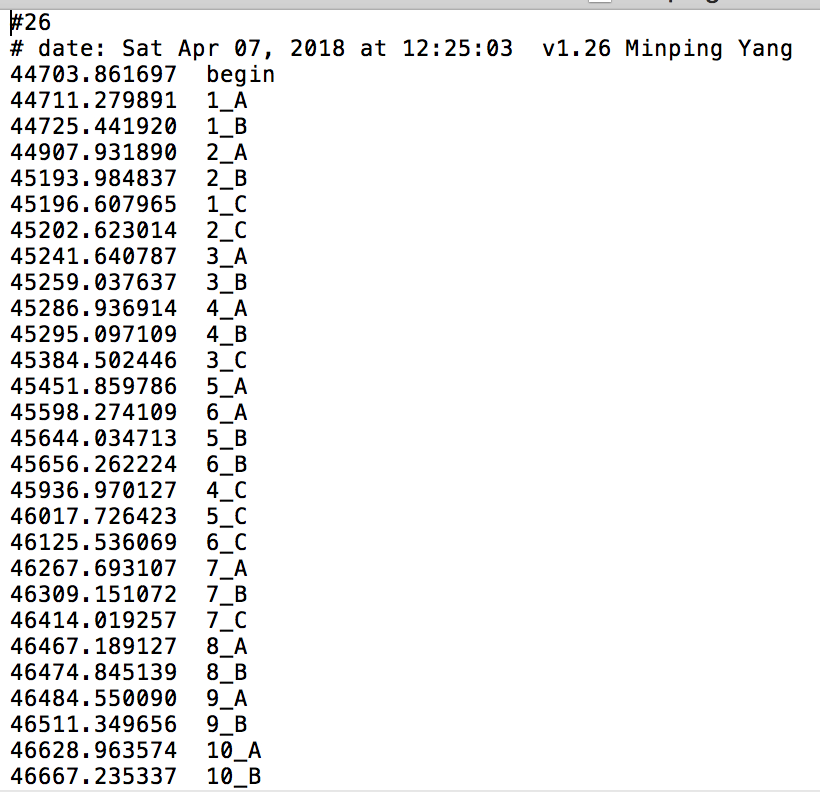 #26
# date: Sat Apr 07, 2018 at 12:25:03  v1.26 Minping Yang
44703.861697  begin
44711.279891  1_A
44725.441920  1_B
44907.931890  2_A
45193.984837  2_B
45196.607965  1_C
45202.623014  2_C
45241.640787  3_A
45259.037637  3_B
45286.936914  4_A
45295.097109  4_B
45384.502446  3_C
45451.859786  5_A
45598.274109  6_A
45644.034713  5_B
45656.262224  6_B
45936.970127  4_C
46017.726423  5_C
46125.536069  6_C
46267.693107  7_A
46309.151072  7_B
46414.019257  7_C
46467.189127  8_A
46474.845139  8_B
46484.550090  9_A
46511.349656  9_B
46628.963574  10_A
46667.235337  10_B